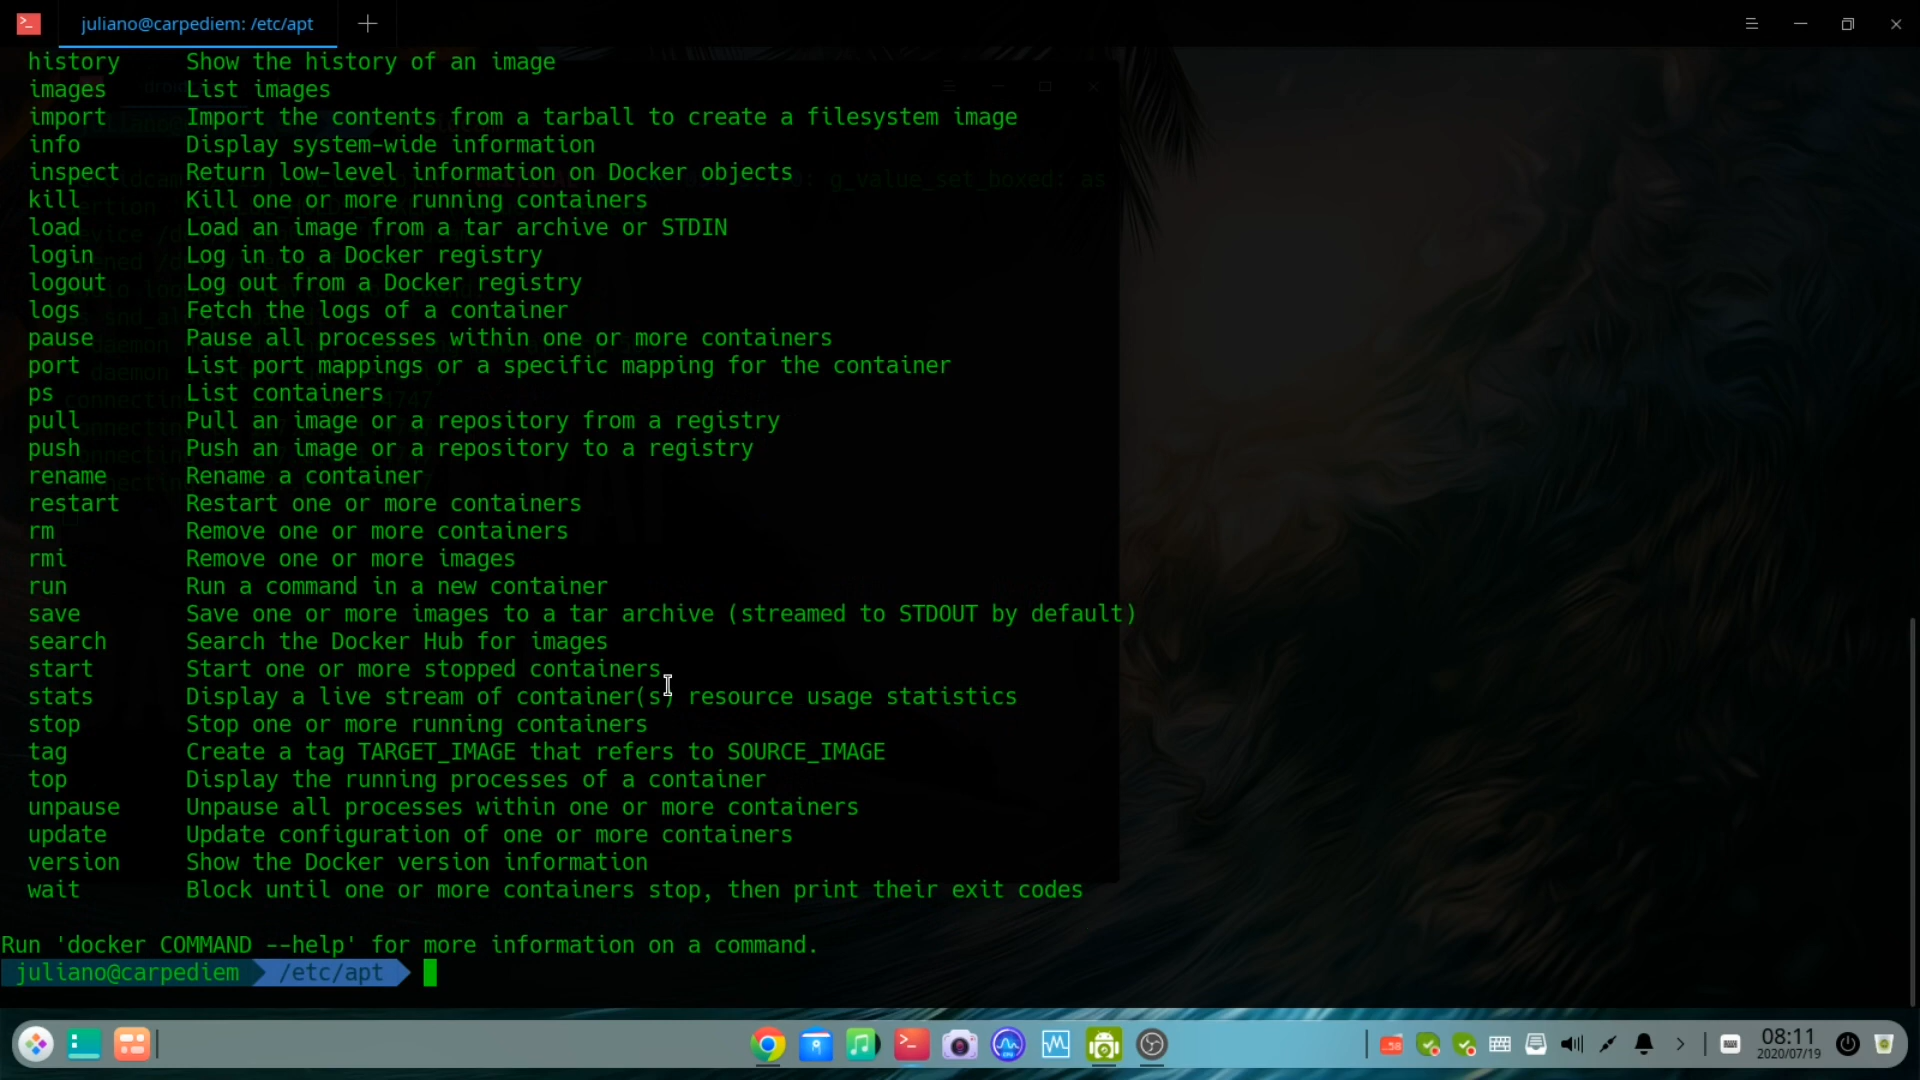 juliano@carpediem: /etc/apt
history Show the history of an image
images List images
import Import the contents from a tarball to create a filesystem image
info Display system-wide information
inspect Return low-level information on Docker objects
g_value_set_boxed: as
kill Kill one or more running containers
load Load an image from a tar archive or STDIN
login Log in to a Docker registry
logout Log out from a Docker registry
logs Fetch the logs of a container
pause Pause all processes within one or more containers
port List port mappings or a specific mapping for the container
ps List containers
pull Pull an image or a repository from a registry
push Push an image or a repository to a registry
rename Rename a container
restart Restart one or more containers
rm Remove one or more containers
rmi Remove one or more images
run Run a command in a new container
save Save one or more images to a tar archive (streamed to STDOUT by default)
search Search the Docker Hub for images
start Start one or more stopped containers
stats Display a live stream of container(s) resource usage statistics
stop Stop one or more running containers
tag Create a tag TARGET_IMAGE that refers to SOURCE_IMAGE
top Display the running processes of a container
unpause Unpause all processes within one or more containers
update Update configuration of one or more containers
version Show the Docker version information
wait Block until one or more containers stop, then print their exit codes
Run 'docker COMMAND --help' for more information on a command.
juliano@carpediem /etc/apt
08:11
2020/07/19